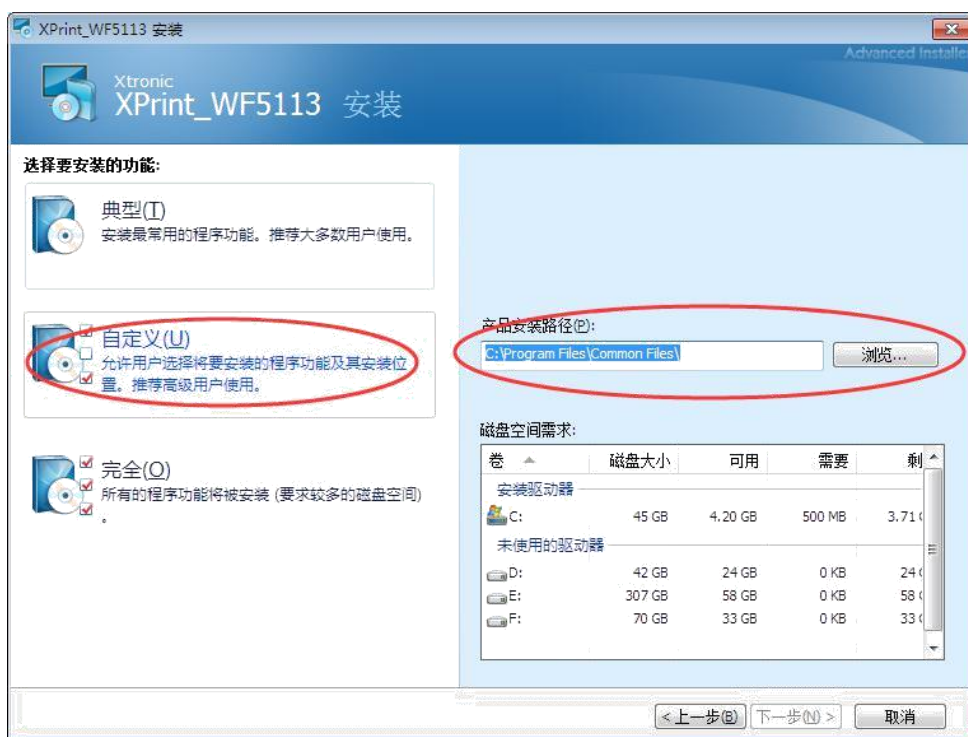 XPrint_WF5113 安装
Advanced Installe
Xtronic
XPrint_WF5113 安装
选择要安装的功能:
典型(T)
安装最常用的程序功能。推荐大多数用户使用。
自定义(U)
允许用户选择将要安装的程序功能及其安装位
置。推荐高级用户使用。
完全(O)
所有的程序功能将被安装 (要求较多的磁盘空间)
。
产品安装路径(P):
C:\Program Files\Common Files\
浏览...
磁盘空间需求:
卷 磁盘大小 可用 需要 剩
安装驱动器
C: 45 GB 4.20 GB 500 MB 3.71
未使用的驱动器
D: 42 GB 24 GB 0 KB 24
E: 307 GB 58 GB 0 KB 58
F: 70 GB 33 GB 0 KB 33
< 上一步(B) 下一步(N) > 取消